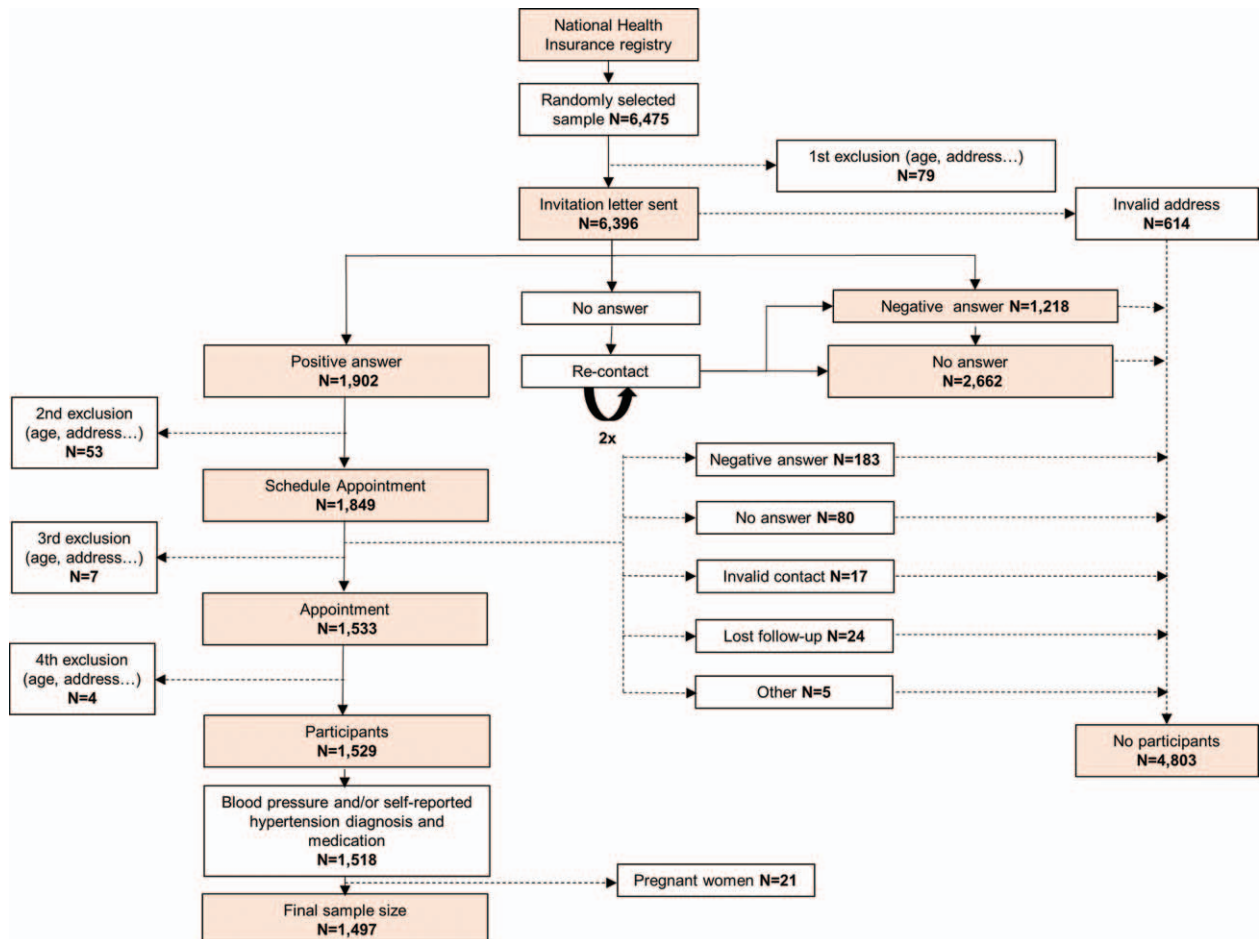 National Health
Insurance registry
Randomly selected
sample N=6,475
1st exclusion (age, address…)
N=79
Invitation letter sent
N=6,396
Invalid address
N=614
No answer
Negative answer N=1,218
Positive answer
N=1,902
Re-contact
No answer
N=2,662
2x
2nd exclusion
(age, address…)
N=53
Schedule Appointment
N=1,849
Negative answer N=183
No answer N=80
3rd exclusion
(age, address…)
N=7
Invalid contact N=17
Appointment
N=1,533
Lost follow-up N=24
4th exclusion
(age, address…)
N=4
Other N=5
Participants
N=1,529
No participants
N=4,803
Blood pressure and/or self-reported
hypertension diagnosis and
medication
N=1,518
Pregnant women N=21
Final sample size
N=1,497